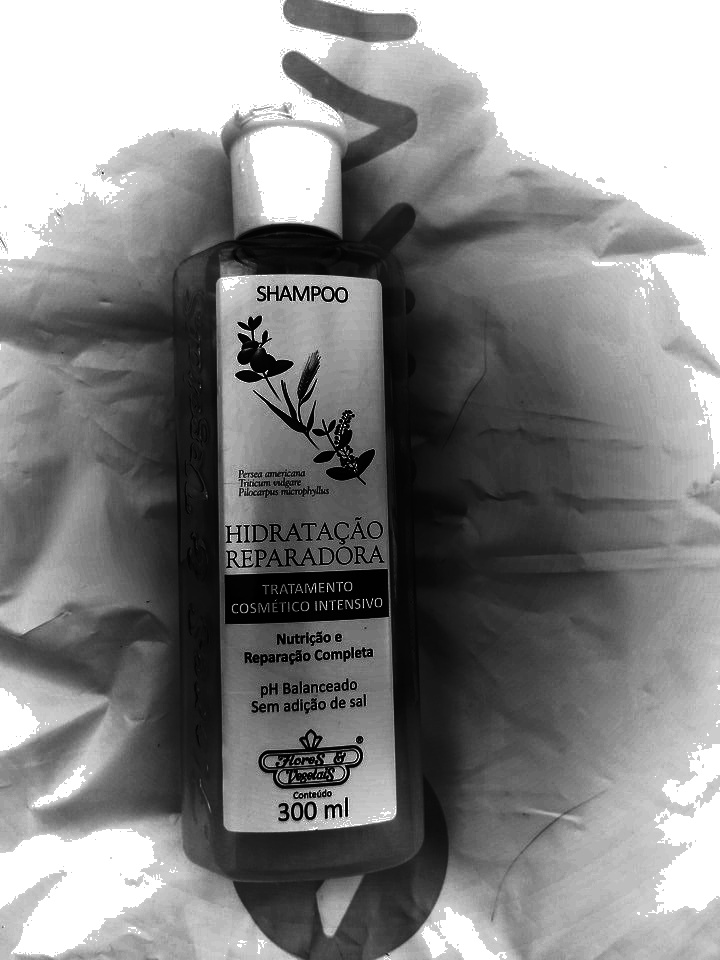 SHAMPOO
Persea americana
Triticum vulgare
Pilocarpus microphyllus
HIDRATAÇÃO
REPARADORA
TRATAMENTO
COSMÉTICO INTENSIVO
Nutrição e
Reparação Completa
pH Balanceado
Sem adição de sal
Flores &
Vegetais
®
Conteúdo
300 ml